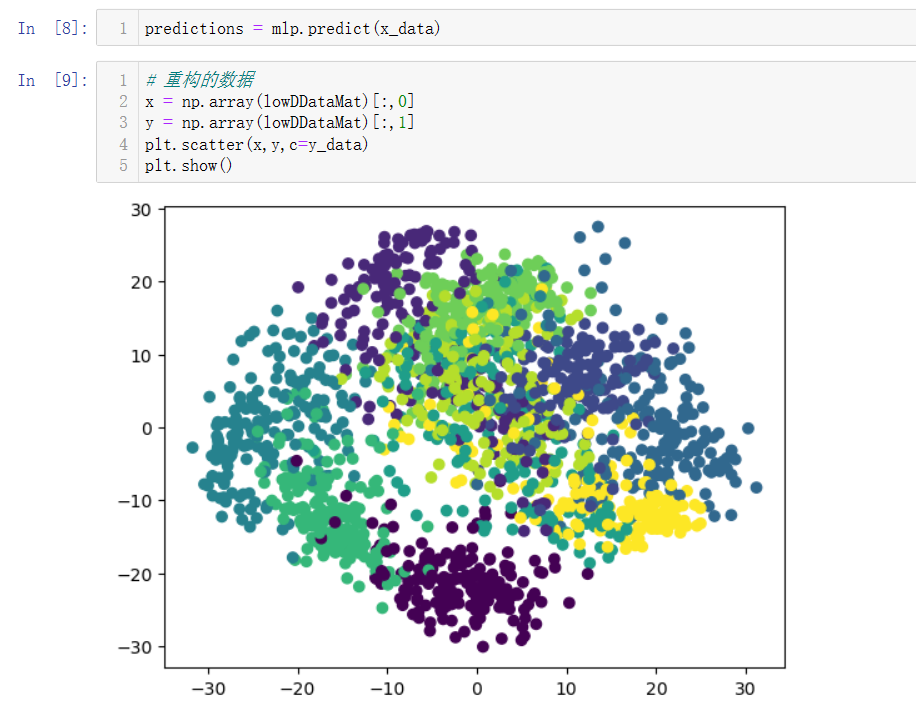 In [8]:
1 predictions = mlp.predict(x_data)
In [9]:
1 # 重构的数据
2 x = np.array(lowDDataMat)[:,0]
3 y = np.array(lowDDataMat)[:,1]
4 plt.scatter(x,y,c=y_data)
5 plt.show()
30
20
10
0
−10
−20
−30
−30 −20 −10 0 10 20 30